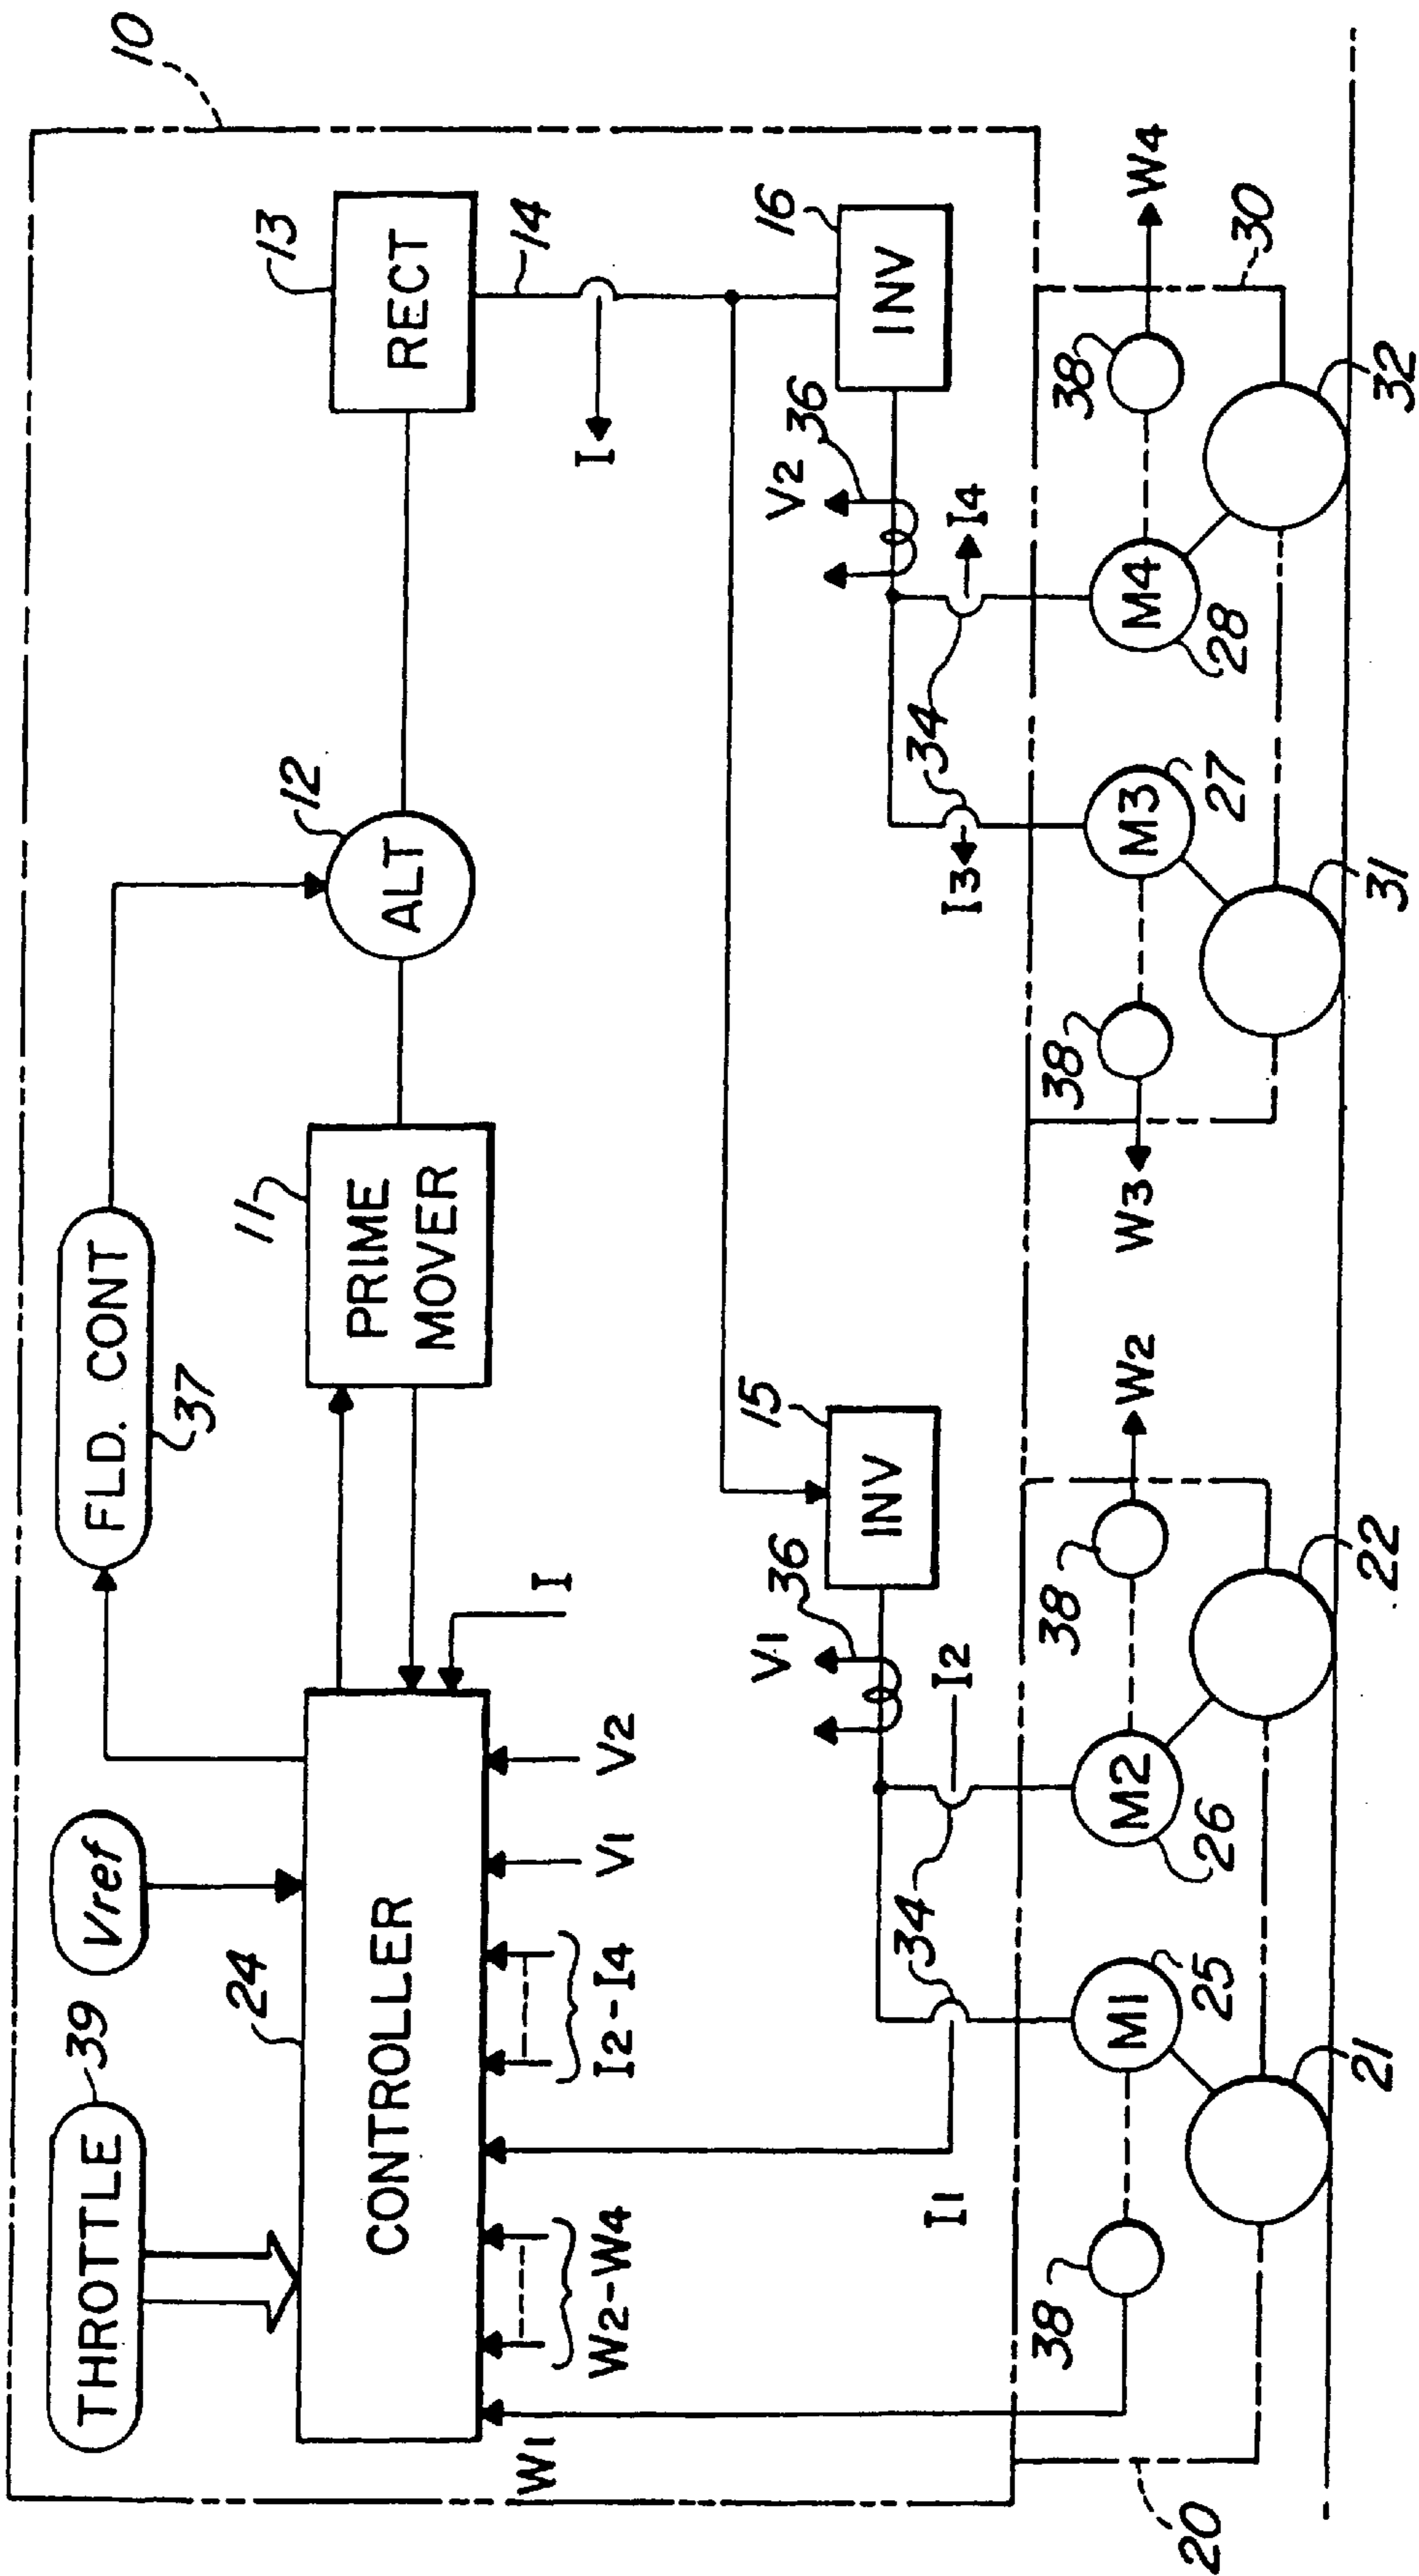 10
THROTTLE
39
Vref
FLD. CONT
37
24
CONTROLLER
11
PRIME
MOVER
12
ALT
13
RECT
14
I
I
W1
W2-W4
I2-I4
V1
V2
I1
V1
36
15
INV
V2
36
16
INV
34
I2
I3
34
I4
38
M1
25
M2
26
38
W2
W3
38
M3
27
M4
28
38
W4
20
21
22
31
32
30